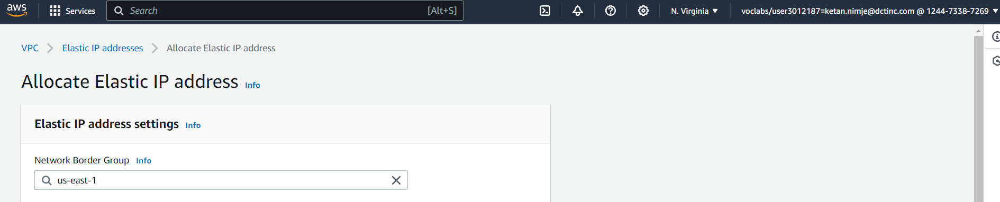 aws Services Search [Alt+S] N. Virginia voclabs/user3012187=ketan.nimje@dctinc.com @ 1244-7338-7269
VPC Elastic IP addresses Allocate Elastic IP address
Allocate Elastic IP address Info
Elastic IP address settings Info
Network Border Group Info
us-east-1